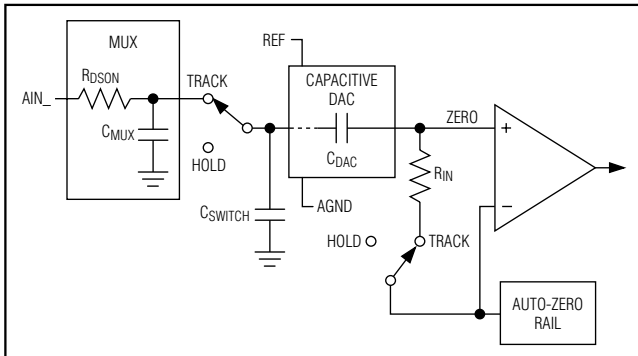 MUX
REF
RDSON
TRACK
CAPACITIVE
DAC
AIN_
ZERO
+
CMUX
CDAC
HOLD
RIN
AGND
CSWITCH
HOLD
TRACK
−
AUTO-ZERO
RAIL